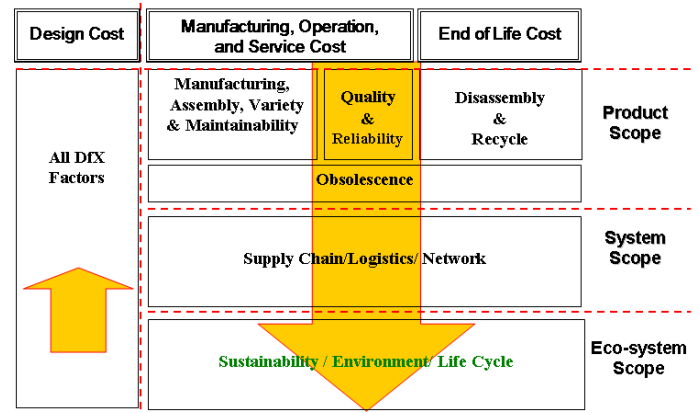 Design Cost
Manufacturing, Operation,
and Service Cost
End of Life Cost
All DfX
Factors
Manufacturing,
Assembly, Variety
& Maintainability
Quality
&
Reliability
Disassembly
&
Recycle
Product
Scope
Obsolescence
Supply Chain/Logistics/ Network
System
Scope
Sustainability / Environment/ Life Cycle
Eco-system
Scope